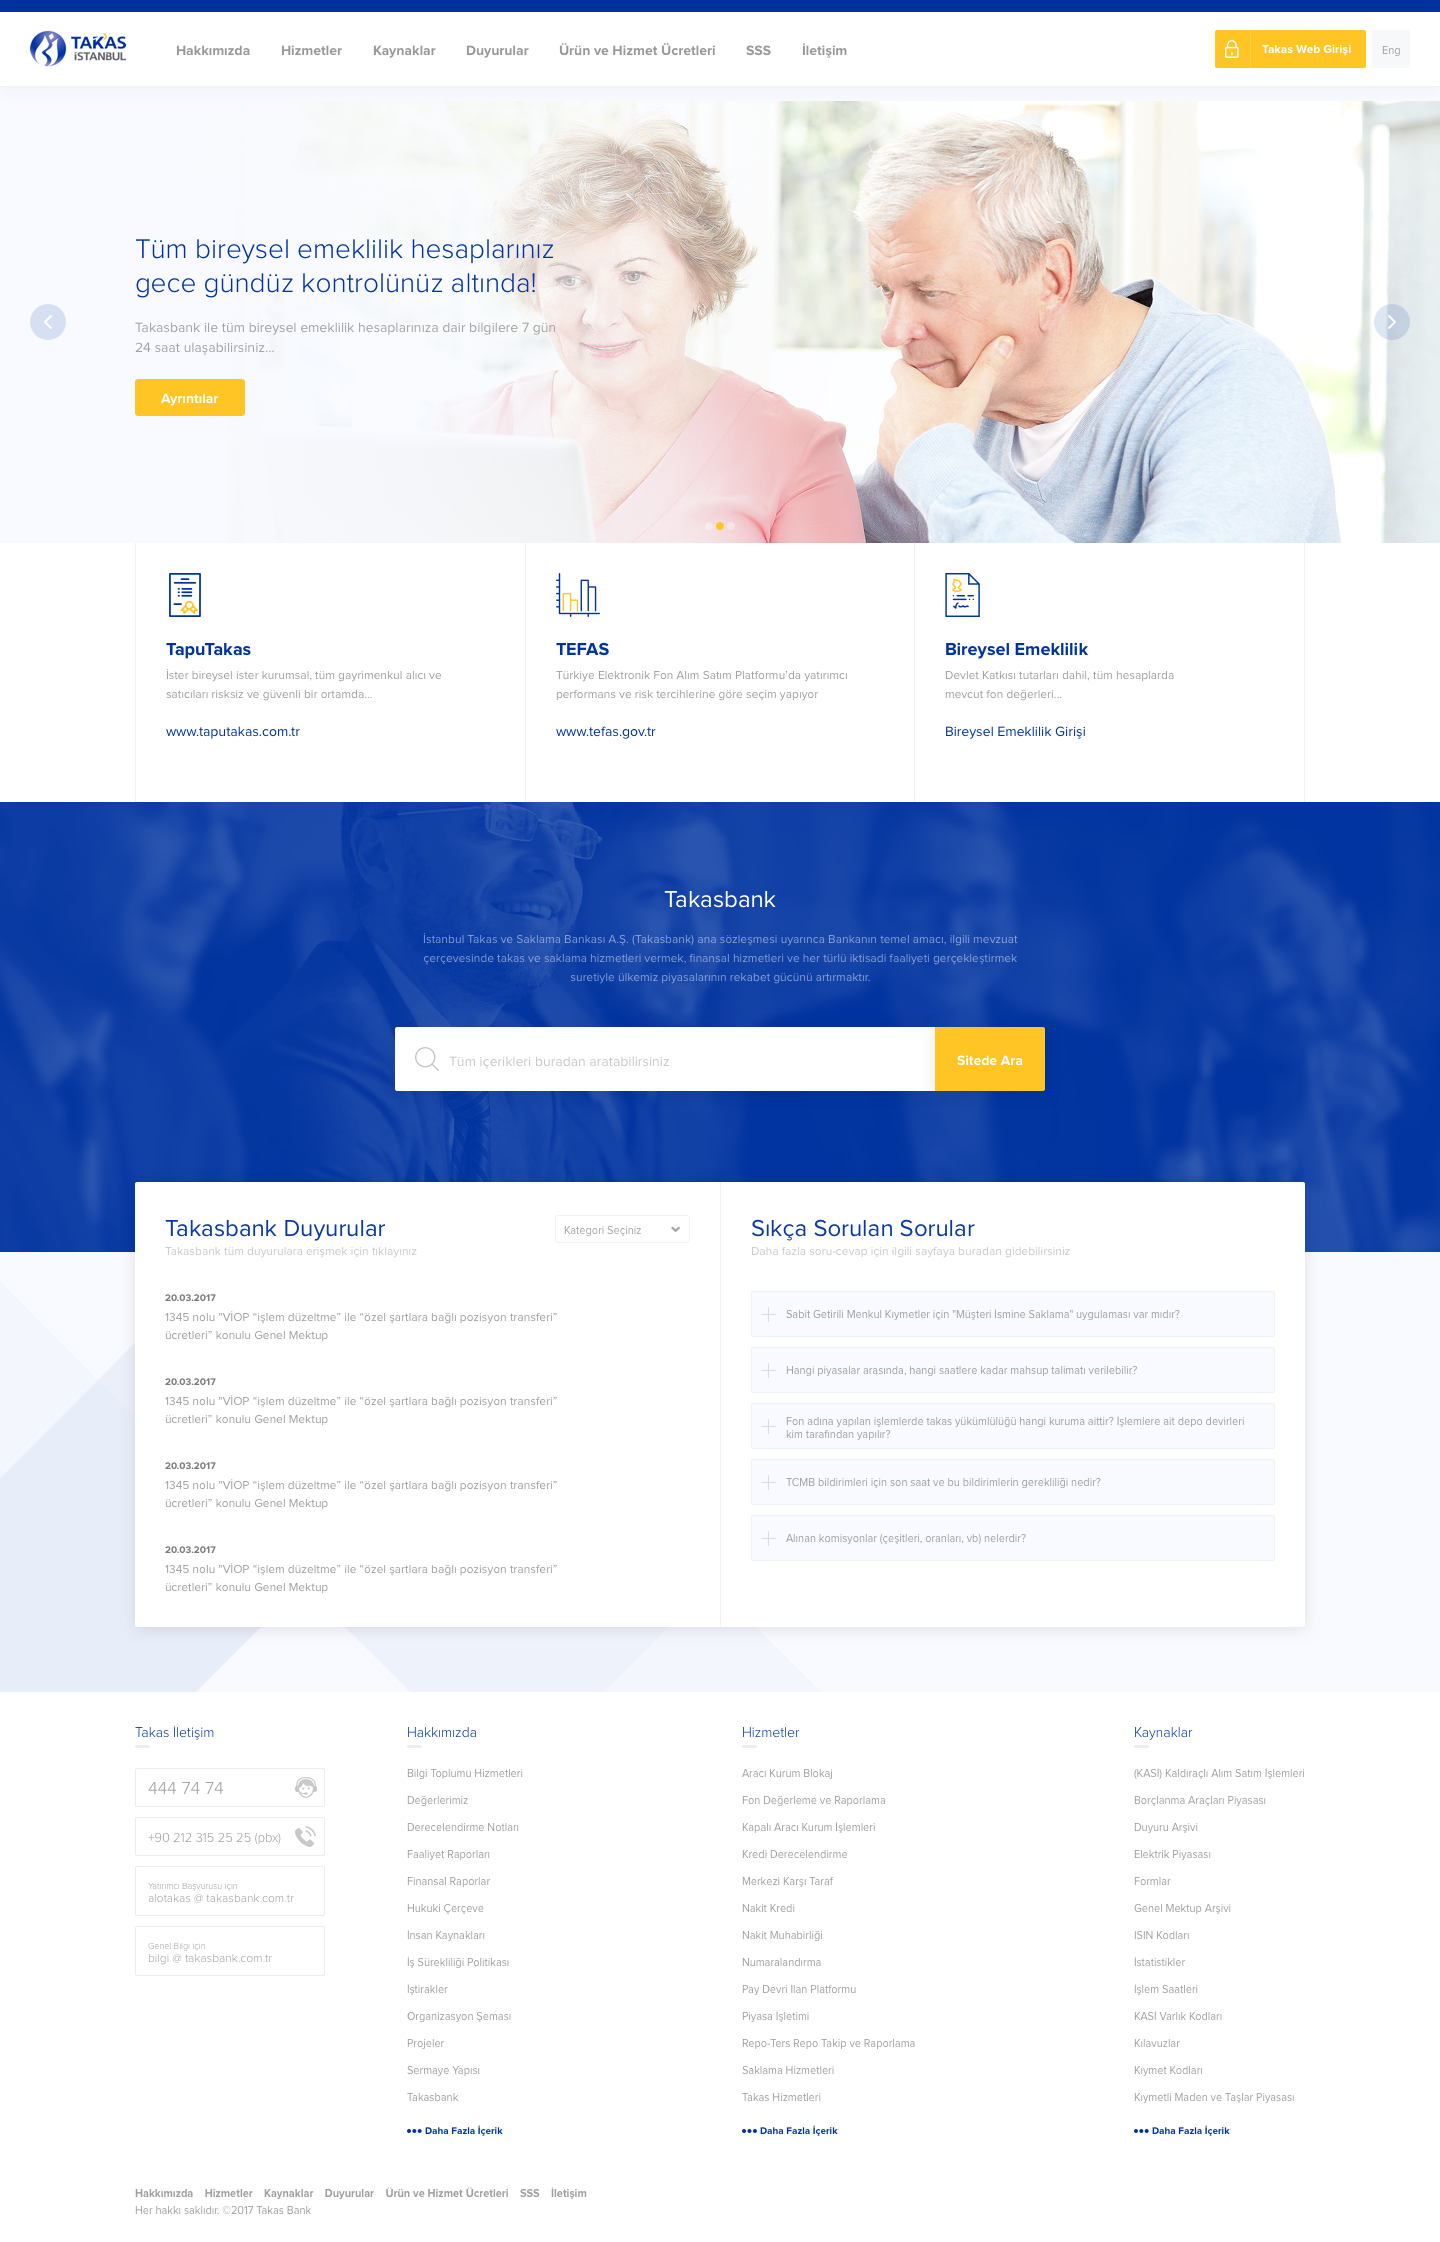 TAKAS
İSTANBUL
Hakkımızda
Hizmetler
Kaynaklar
Duyurular
Ürün ve Hizmet Ücretleri
SSS
İletişim
Takas Web Girişi
Eng
Tüm bireysel emeklilik hesaplarınız
gece gündüz kontrolünüz altında!
Takasbank ile tüm bireysel emeklilik hesaplarınıza dair bilgilere 7 gün
24 saat ulaşabilirsiniz...
Ayrıntılar
TapuTakas
İster bireysel ister kurumsal, tüm gayrimenkul alıcı ve
satıcıları risksiz ve güvenli bir ortamda...
www.taputakas.com.tr
TEFAS
Türkiye Elektronik Fon Alım Satım Platformu'da yatırımcı
performans ve risk tercihlerine göre seçim yapıyor
www.tefas.gov.tr
Bireysel Emeklilik
Devlet Katkısı tutarları dahil, tüm hesaplarda
mevcut fon değerleri...
Bireysel Emeklilik Girişi
Takasbank
İstanbul Takas ve Saklama Bankası A.Ş. (Takasbank) ana sözleşmesi uyarınca Bankanın temel amacı, ilgili mevzuat
çerçevesinde takas ve saklama hizmetleri vermek, finansal hizmetleri ve her türlü iktisadi faaliyeti gerçekleştirmek
suretiyle ülkemiz piyasalarının rekabet gücünü artırmaktır.
Tüm içerikleri buradan aratabilirsiniz
Sitede Ara
Takasbank Duyurular
Takasbank tüm duyurulara erişmek için tıklayınız
Kategori Seçiniz
20.03.2017
1345 nolu "VİOP “işlem düzeltme” ile “özel şartlara bağlı pozisyon transferi”
ücretleri” konulu Genel Mektup
20.03.2017
1345 nolu "VİOP “işlem düzeltme” ile “özel şartlara bağlı pozisyon transferi”
ücretleri” konulu Genel Mektup
20.03.2017
1345 nolu "VİOP “işlem düzeltme” ile “özel şartlara bağlı pozisyon transferi”
ücretleri” konulu Genel Mektup
20.03.2017
1345 nolu "VİOP “işlem düzeltme” ile “özel şartlara bağlı pozisyon transferi”
ücretleri” konulu Genel Mektup
Sıkça Sorulan Sorular
Daha fazla soru-cevap için ilgili sayfaya buradan gidebilirsiniz
Sabit Getirili Menkul Kıymetler için "Müşteri İsmine Saklama" uygulaması var mıdır?
Hangi piyasalar arasında, hangi saatlere kadar mahsup talimatı verilebilir?
Fon adına yapılan işlemlerde takas yükümlülüğü hangi kuruma aittir? İşlemlere ait depo devirleri
kim tarafından yapılır?
TCMB bildirimleri için son saat ve bu bildirimlerin gerekliliği nedir?
Alınan komisyonlar (çeşitleri, oranları, vb) nelerdir?
Takas İletişim
444 74 74
+90 212 315 25 25 (pbx)
Yatırımcı Başvurusu için
alotakas @ takasbank.com.tr
Genel Bilgi için
bilgi @ takasbank.com.tr
Hakkımızda
Bilgi Toplumu Hizmetleri
Değerlerimiz
Derecelendirme Notları
Faaliyet Raporları
Finansal Raporlar
Hukuki Çerçeve
İnsan Kaynakları
İş Sürekliliği Politikası
İştirakler
Organizasyon Şeması
Projeler
Sermaye Yapısı
Takasbank
Daha Fazla İçerik
Hizmetler
Aracı Kurum Blokaj
Fon Değerleme ve Raporlama
Kapalı Aracı Kurum İşlemleri
Kredi Derecelendirme
Merkezi Karşı Taraf
Nakit Kredi
Nakit Muhabirliği
Numaralandırma
Pay Devri İlan Platformu
Piyasa İşletimi
Repo-Ters Repo Takip ve Raporlama
Saklama Hizmetleri
Takas Hizmetleri
Daha Fazla İçerik
Kaynaklar
(KASİ) Kaldıraçlı Alım Satım İşlemleri
Borçlanma Araçları Piyasası
Duyuru Arşivi
Elektrik Piyasası
Formlar
Genel Mektup Arşivi
ISIN Kodları
İstatistikler
İşlem Saatleri
KASİ Varlık Kodları
Kılavuzlar
Kıymet Kodları
Kıymetli Maden ve Taşlar Piyasası
Daha Fazla İçerik
Hakkımızda Hizmetler Kaynaklar Duyurular Ürün ve Hizmet Ücretleri SSS İletişim
Her hakkı saklıdır. ©2017 Takas Bank